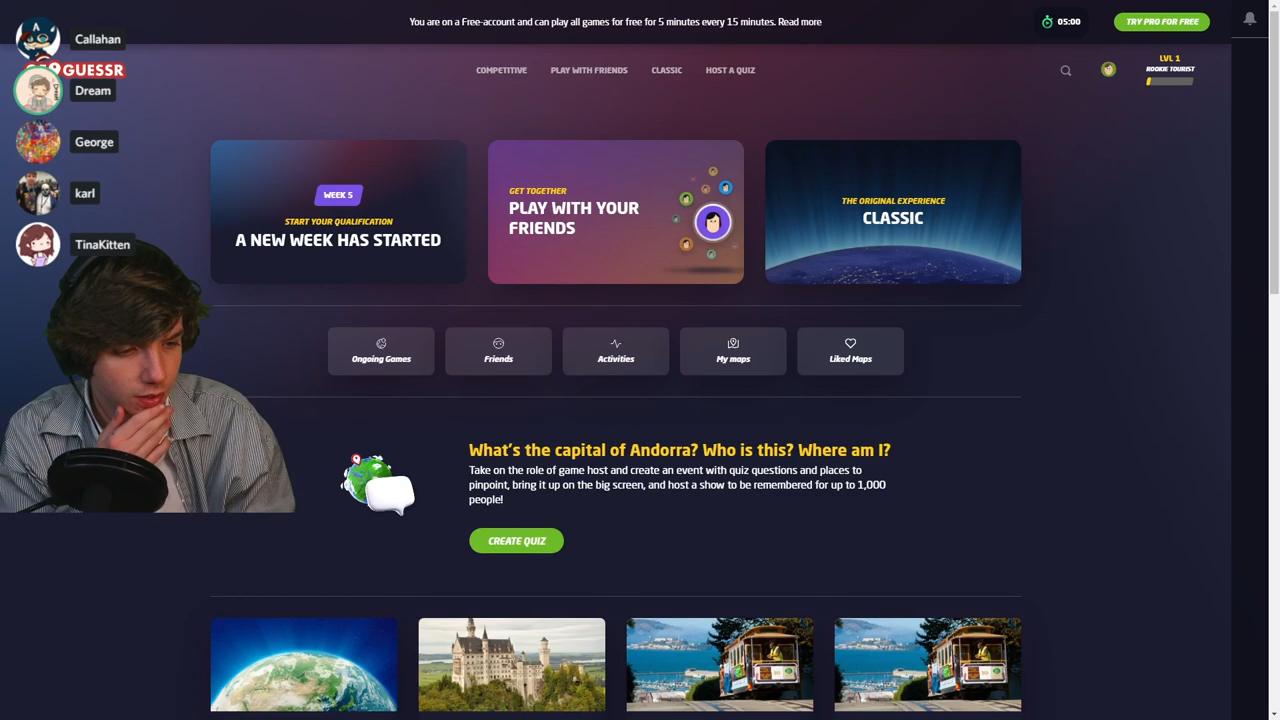 You are on a Free-account and can play all games for free for 5 minutes every 15 minutes. Read more
05:00
TRY PRO FOR FREE
Callahan
GUESSR
Dream
George
karl
TinaKitten
COMPETITIVE
PLAY WITH FRIENDS
CLASSIC
HOST A QUIZ
LVL 1
ROOKIE TOURIST
WEEK 5
START YOUR QUALIFICATION
A NEW WEEK HAS STARTED
GET TOGETHER
PLAY WITH YOUR
FRIENDS
THE ORIGINAL EXPERIENCE
CLASSIC
Ongoing Games
Friends
Activities
My maps
Liked Maps
What's the capital of Andorra? Who is this? Where am I?
Take on the role of game host and create an event with quiz questions and places to
pinpoint, bring it up on the big screen, and host a show to be remembered for up to 1,000
people!
CREATE QUIZ